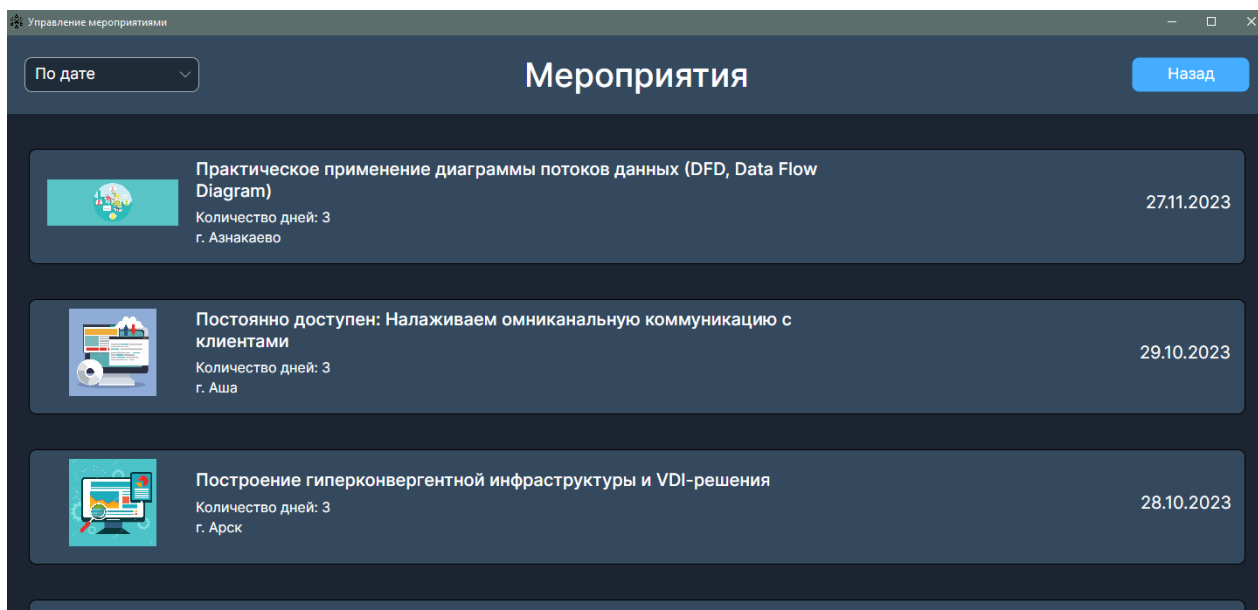 Управление мероприятиями
По дате
Мероприятия
Назад
Практическое применение диаграммы потоков данных (DFD, Data Flow
Diagram)
Количество дней: 3
г. Азнакаево
27.11.2023
Постоянно доступен: Налаживаем омниканальную коммуникацию с
клиентами
Количество дней: 3
г. Аша
29.10.2023
Построение гиперконвергентной инфраструктуры и VDI-решения
Количество дней: 3
г. Арск
28.10.2023